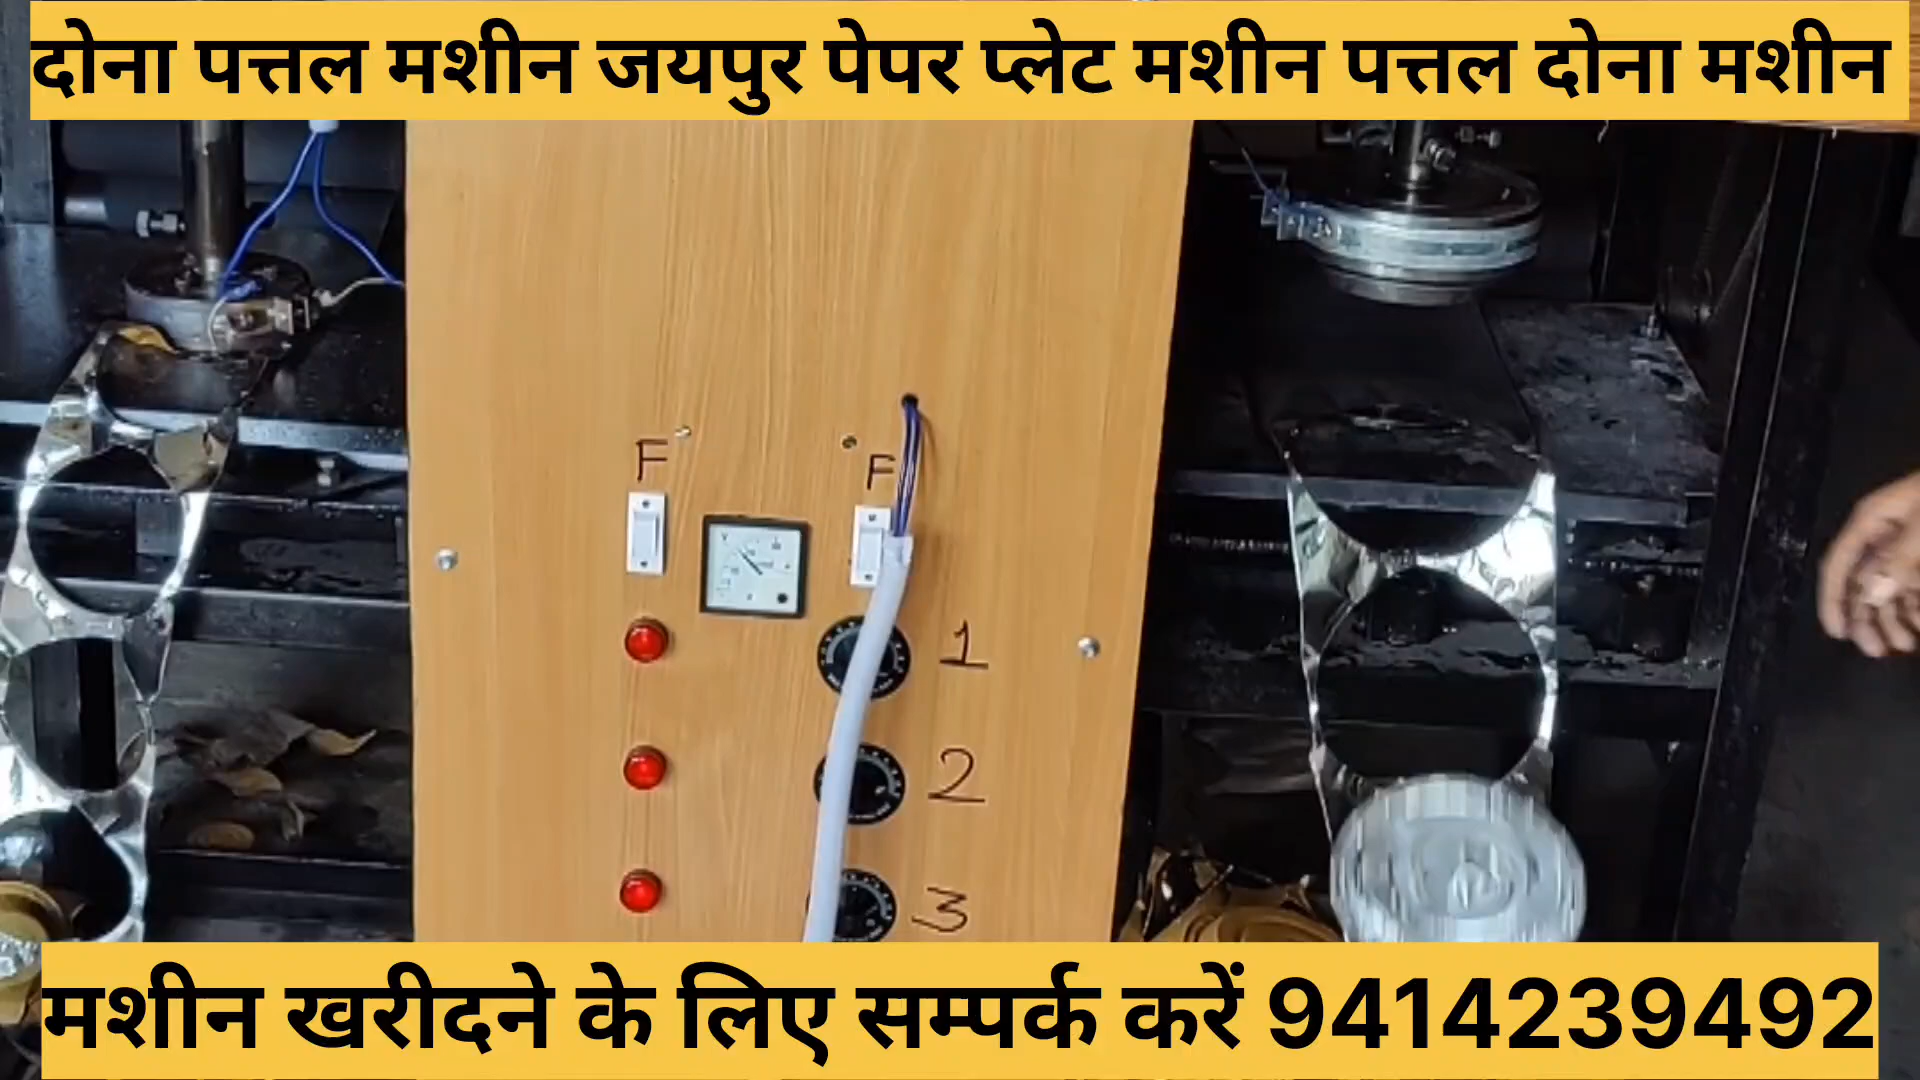 दोना पत्तल मशीन जयपुर पेपर प्लेट मशीन पत्तल दोना मशीन
F
F
1
2
3
मशीन खरीदने के लिए सम्पर्क करें 9414239492